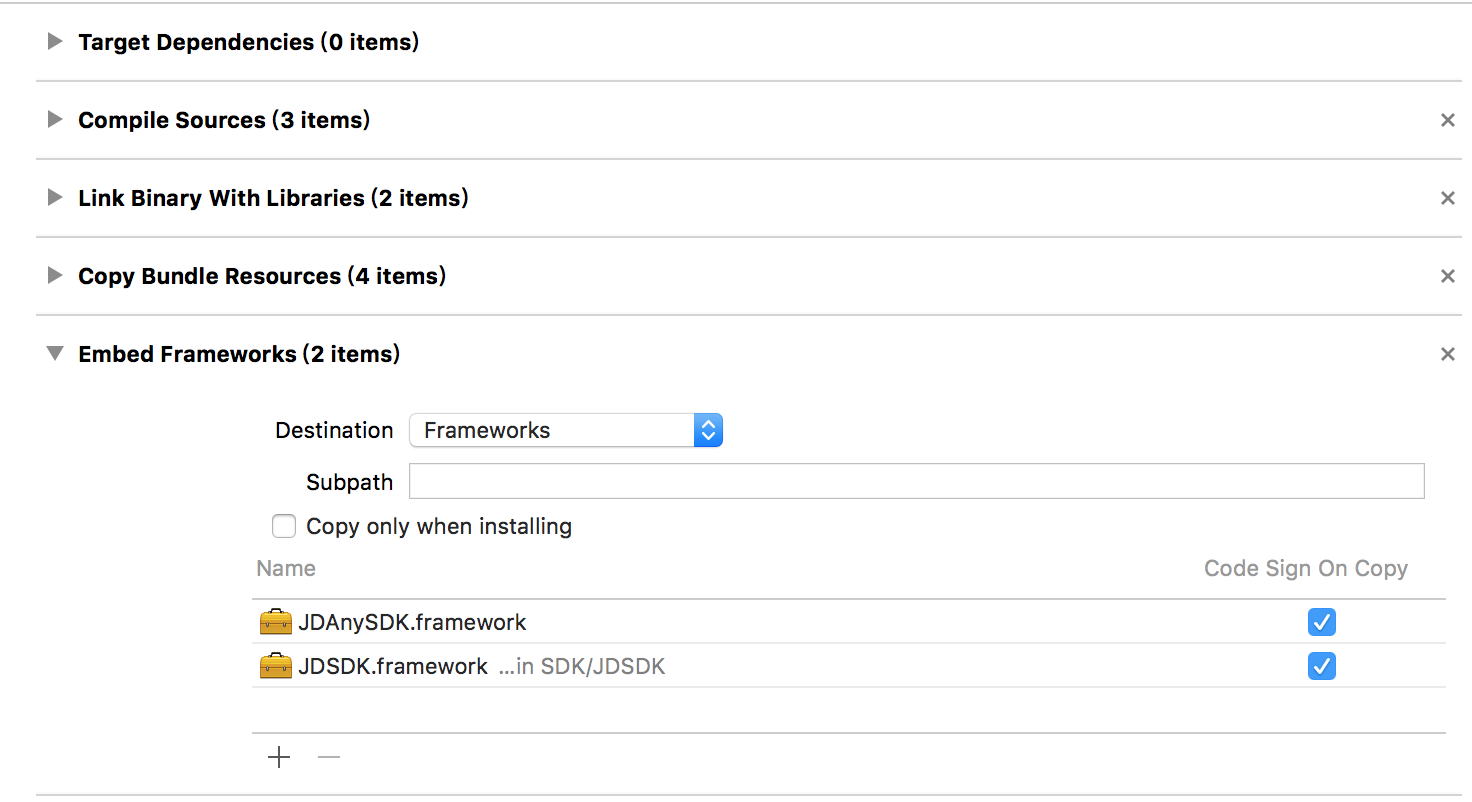 Target Dependencies (0 items)
Compile Sources (3 items)
Link Binary With Libraries (2 items)
Copy Bundle Resources (4 items)
Embed Frameworks (2 items)
Destination Frameworks
Subpath
Copy only when installing
Name Code Sign On Copy
JDAnySDK.framework
JDSDK.framework ...in SDK/JDSDK